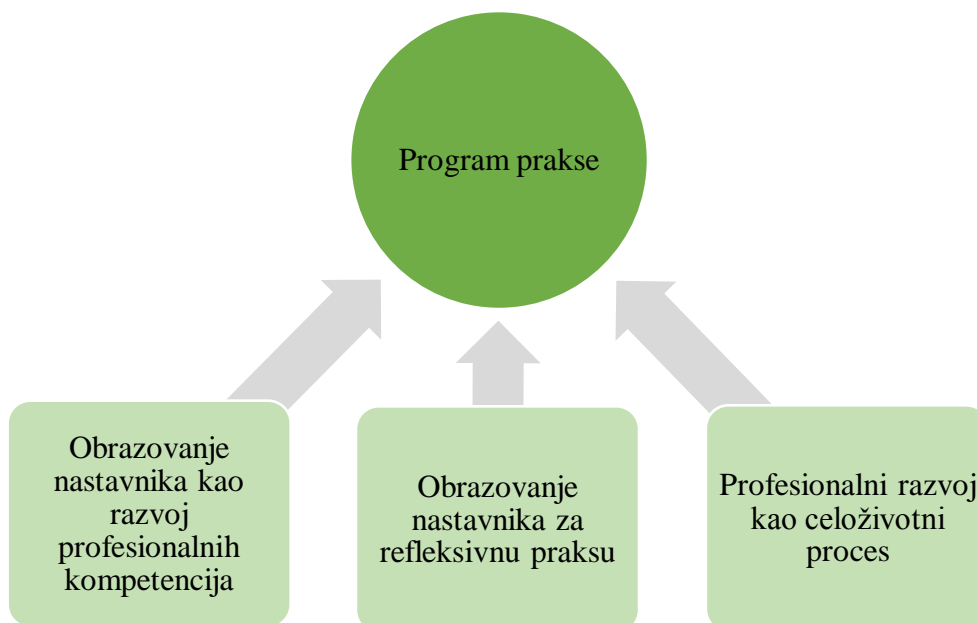 Program prakse
Obrazovanje
nastavnika kao
razvoj
profesionalnih
kompetencija
Obrazovanje
nastavnika za
refleksivnu praksu
Profesionalni razvoj
kao celoživotni
proces